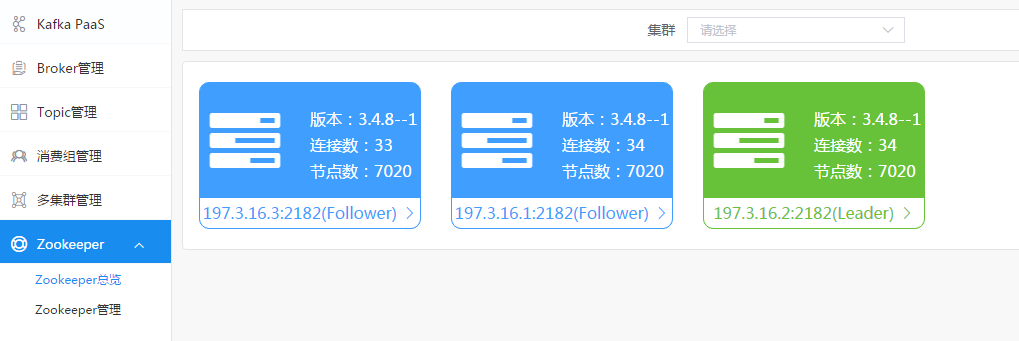 Kafka PaaS
Broker管理
Topic管理
消费组管理
多集群管理
Zookeeper
Zookeeper总览
Zookeeper管理
集群 请选择
版本：3.4.8--1
连接数：33
节点数：7020
197.3.16.3:2182(Follower)
版本：3.4.8--1
连接数：34
节点数：7020
197.3.16.1:2182(Follower)
版本：3.4.8--1
连接数：34
节点数：7020
197.3.16.2:2182(Leader)